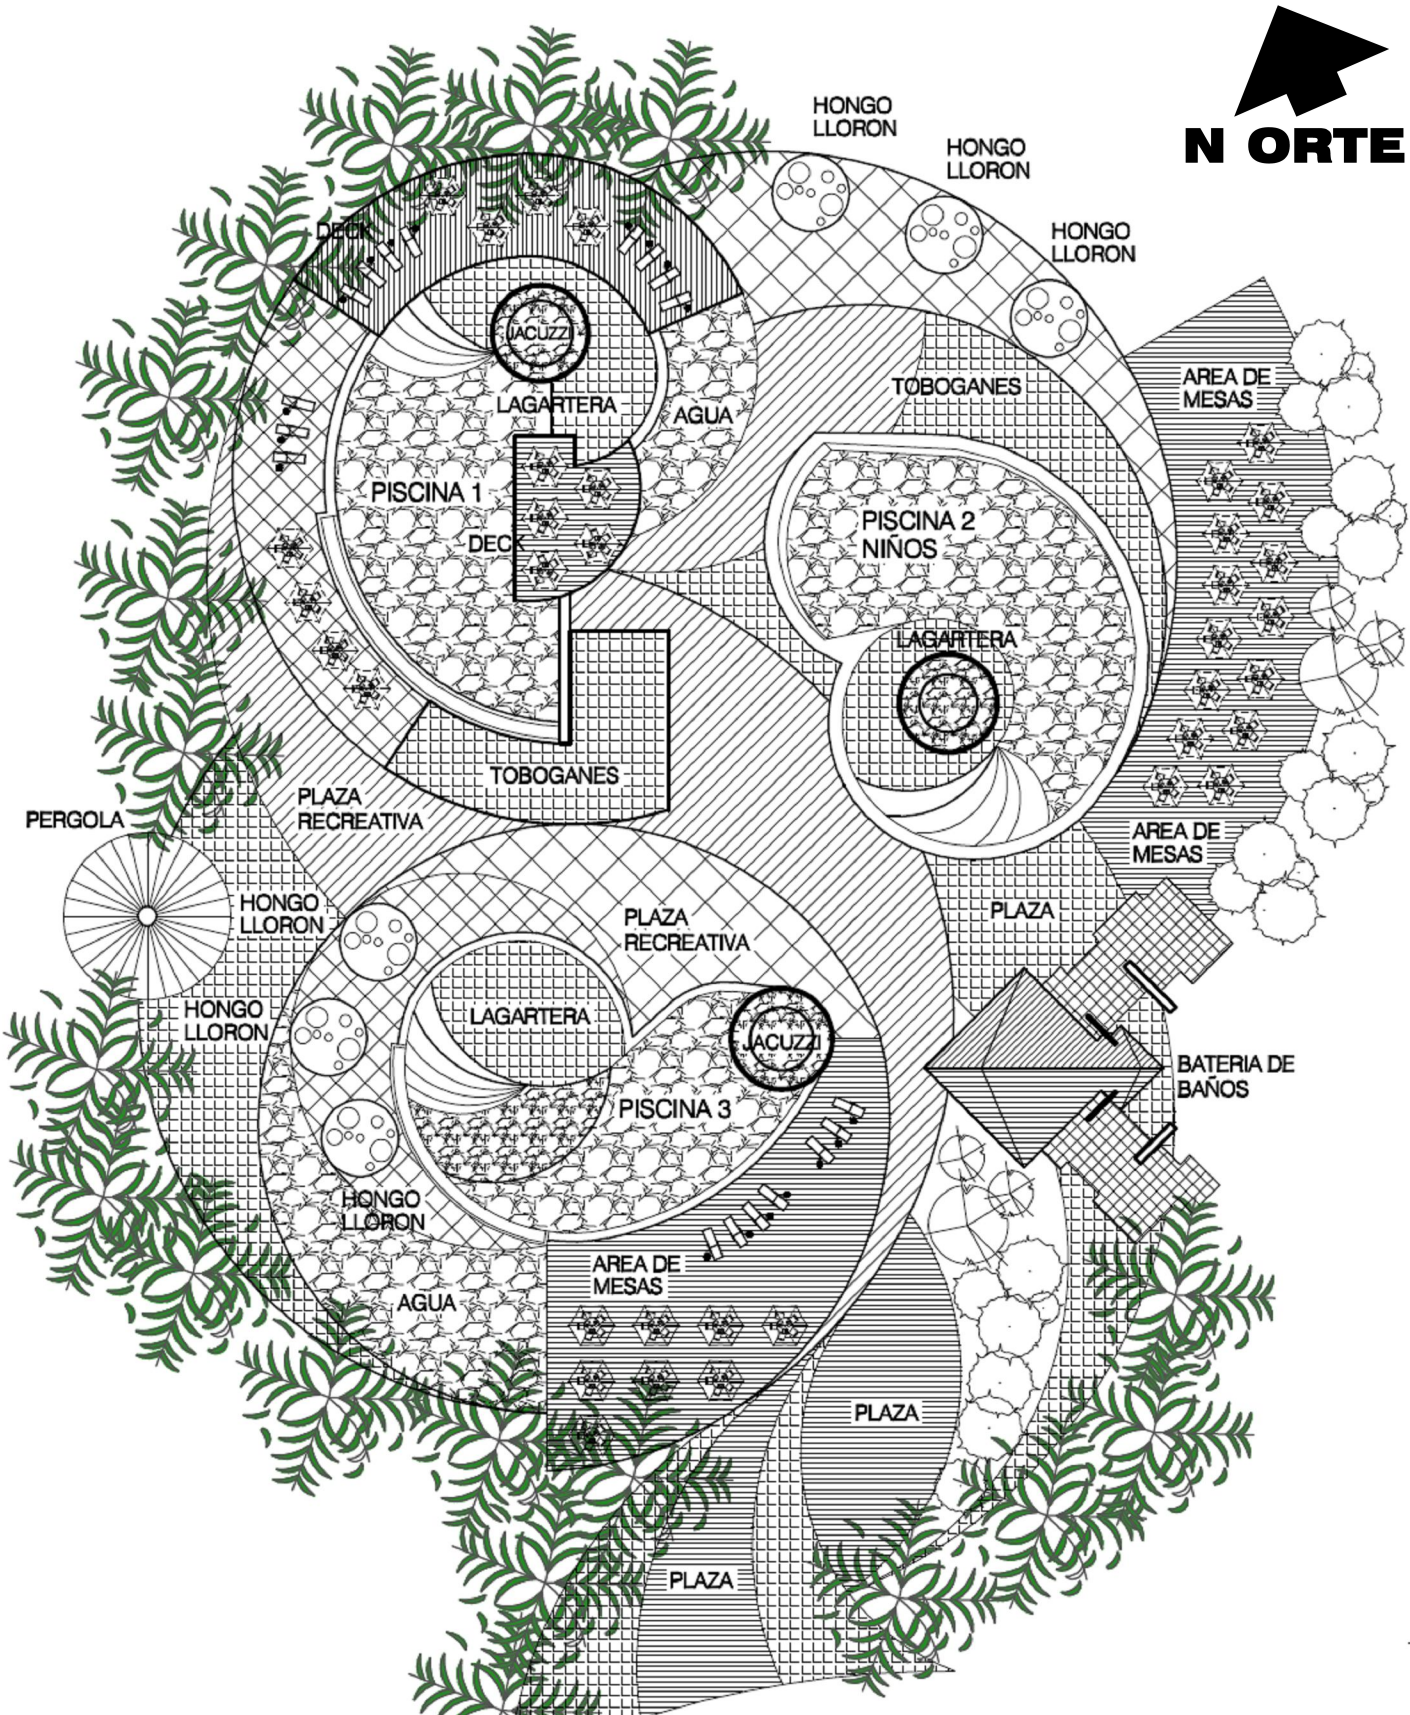 N ORTE
HONGO
LLORON
HONGO
LLORON
HONGO
LLORON
DECK
JACUZZI
LAGARTERA
AGUA
TOBOGANES
AREA DE
MESAS
PISCINA 1
DECK
PISCINA 2
NIÑOS
LAGARTERA
TOBOGANES
PLAZA
RECREATIVA
PERGOLA
AREA DE
MESAS
HONGO
LLORON
PLAZA
RECREATIVA
PLAZA
HONGO
LLORON
LAGARTERA
JACUZZI
BATERIA DE
BAÑOS
PISCINA 3
HONGO
LLORON
AREA DE
MESAS
AGUA
PLAZA
PLAZA